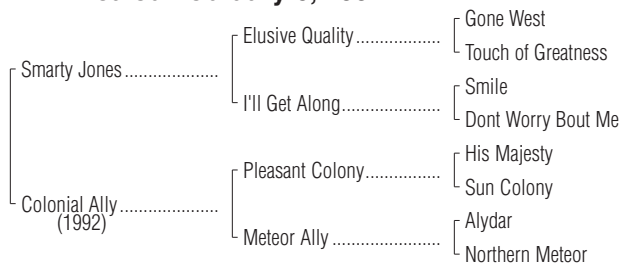 Gone West
Elusive Quality
Touch of Greatness
Smarty Jones
Smile
I'll Get Along
Dont Worry Bout Me
His Majesty
Pleasant Colony
Sun Colony
Colonial Ally
(1992)
Alydar
Meteor Ally
Northern Meteor